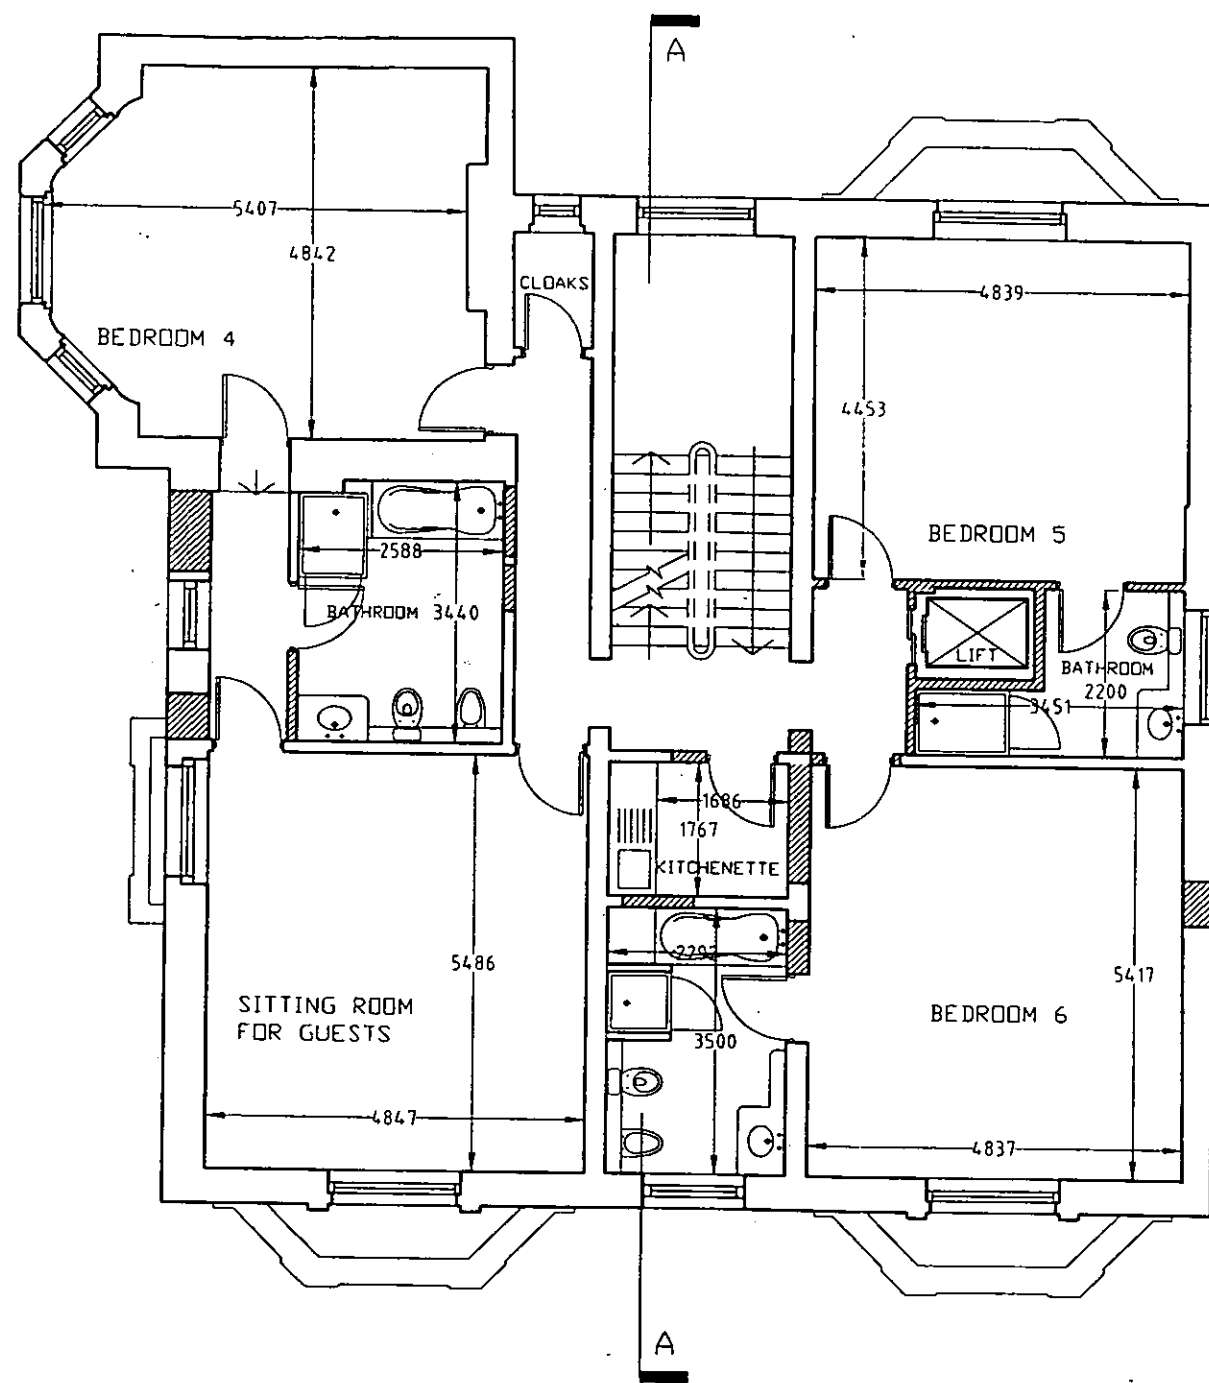 A
5407
4842
CLOAKS
4839
BEDROOM 4
4453
BEDROOM 5
2588
BATHROOM 3440
LIFT
BATHROOM
2200
3451
1686
1767
KITCHENETTE
2292
5486
5417
SITTING ROOM
FOR GUESTS
BEDROOM 6
3500
4847
4837
A